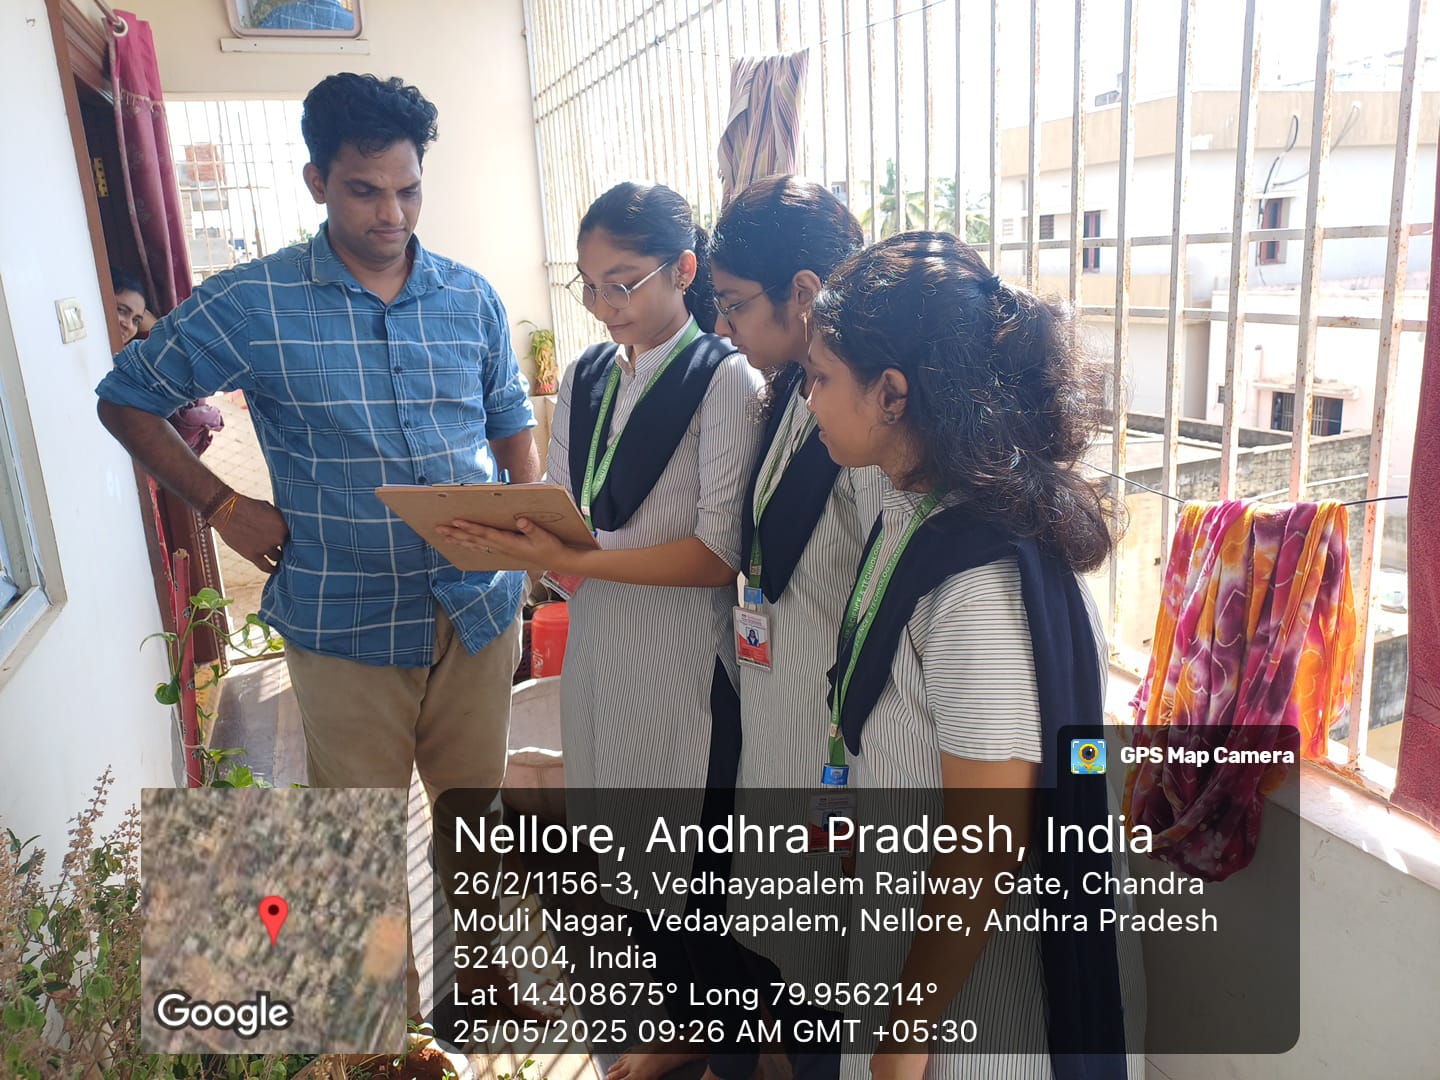 GPS Map Camera
Nellore, Andhra Pradesh, India
26/2/1156-3, Vedhayapalem Railway Gate, Chandra
Mouli Nagar, Vedayapalem, Nellore, Andhra Pradesh
524004, India
Lat 14.408675° Long 79.956214°
25/05/2025 09:26 AM GMT +05:30
Google
SCIENCE & TECHNOLOGY